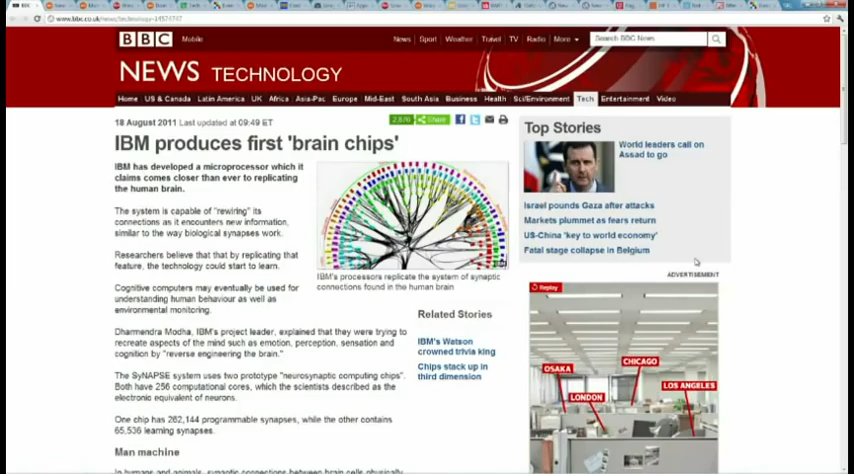 www.bbc.co.uk/news/technology-14574747
BBC Mobile News Sport Weather Travel TV Radio More Search BBC News
NEWS TECHNOLOGY
Home US & Canada Latin America UK Africa Asia-Pac Europe Mid-East South Asia Business Health Sci/Environment Tech Entertainment Video
18 August 2011 Last updated at 09:49 ET
Share
IBM produces first 'brain chips'
IBM has developed a microprocessor which it
claims comes closer than ever to replicating
the human brain.
The system is capable of "rewiring" its
connections as it encounters new information,
similar to the way biological synapses work.
Researchers believe that that by replicating that
feature, the technology could start to learn.
Cognitive computers may eventually be used for
understanding human behaviour as well as
environmental monitoring.
Dharmendra Modha, IBM's project leader, explained that they were trying to
recreate aspects of the mind such as emotion, perception, sensation and
cognition by "reverse engineering the brain."
The SyNAPSE system uses two prototype "neurosynaptic computing chips".
Both have 256 computational cores, which the scientists described as the
electronic equivalent of neurons.
One chip has 262,144 programmable synapses, while the other contains
65,536 learning synapses.
Man machine
In humans and animals, synaptic connections between brain cells physically
IBM's processors replicate the system of synaptic
connections found in the human brain
Related Stories
IBM's Watson
crowned trivia king
Chips stack up in
third dimension
Top Stories
World leaders call on
Assad to go
Israel pounds Gaza after attacks
Markets plummet as fears return
US-China 'key to world economy'
Fatal stage collapse in Belgium
ADVERTISEMENT
Replay
OSAKA
CHICAGO
LONDON
LOS ANGELES